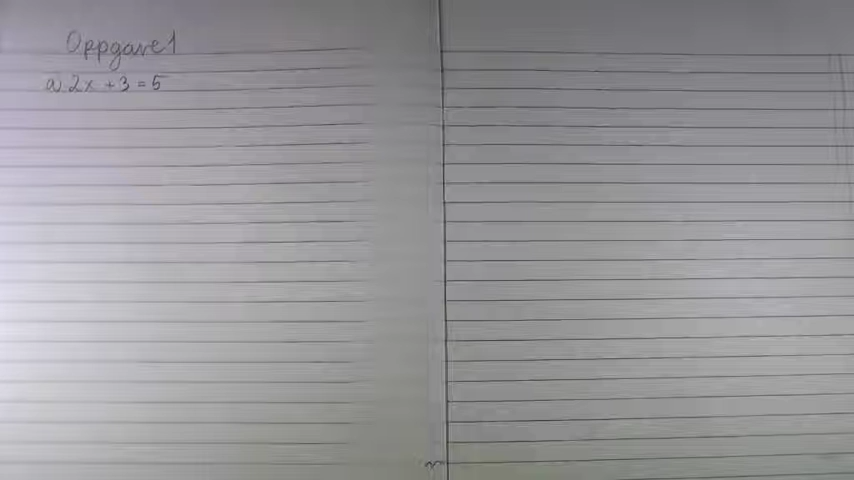 Oppgave 1
a 2x + 3 = 5